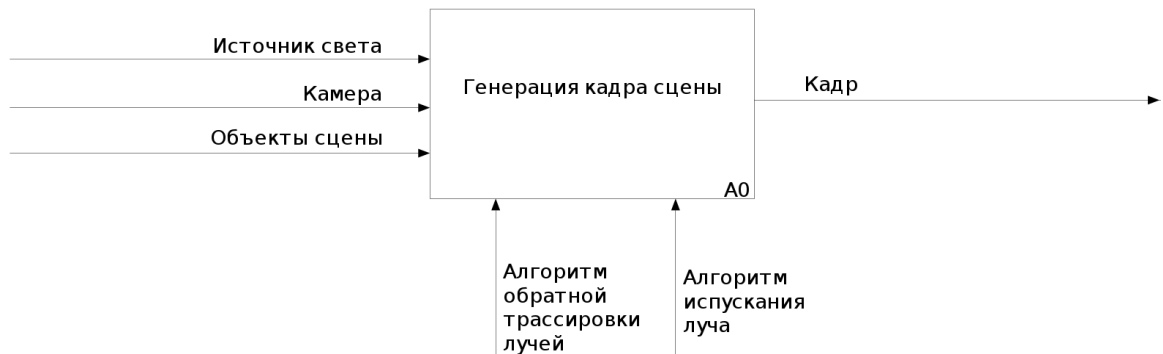 Источник света
Камера
Объекты сцены
Генерация кадра сцены
A0
Кадр
Алгоритм
обратной
трассировки
лучей
Алгоритм
испускания
луча